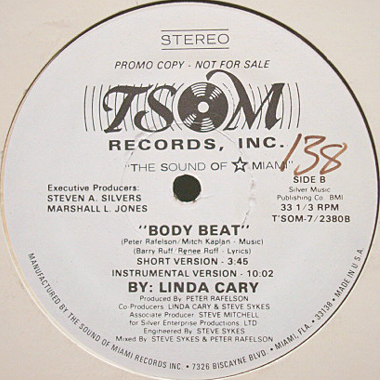 STEREO
PROMO COPY - NOT FOR SALE
TSOM
RECORDS, INC.
"THE SOUND OF ☆ MIAMI"
138
Executive Producers:
STEVEN A. SILVERS
MARSHALL L. JONES
SIDE B
Silver Music
Publishing Co. BMI
33 1/3 RPM
T'SOM-7/2380B
"BODY BEAT"
(Peter Rafelson/Mitch Kaplan - Music)
(Barry Ruff/Renee Roff - Lyrics)
SHORT VERSION - 3:45
INSTRUMENTAL VERSION - 10:02
BY: LINDA CARY
Produced By PETER RAFELSON
Co-Producers LINDA CARY & STEVE SYKES
Associate Producer: STEVE MITCHELL
for Silver Enterprise Productions, LTD
Engineered By STEVE SYKES
Mixed By STEVE SYKES & PETER RAFELSON
MANUFACTURED BY THE SOUND OF MIAMI RECORDS INC. • 7326 BISCAYNE BLVD. • MIAMI, FLA. • 33138 • MADE IN U.S.A.